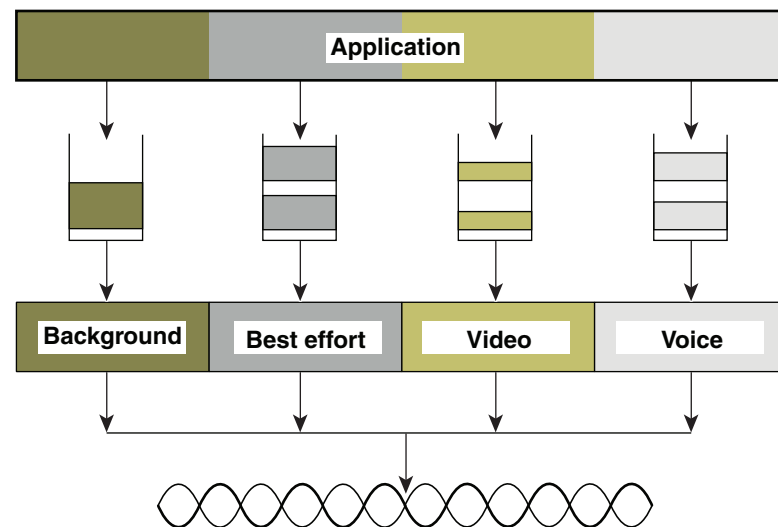 Application
Background
Best effort
Video
Voice